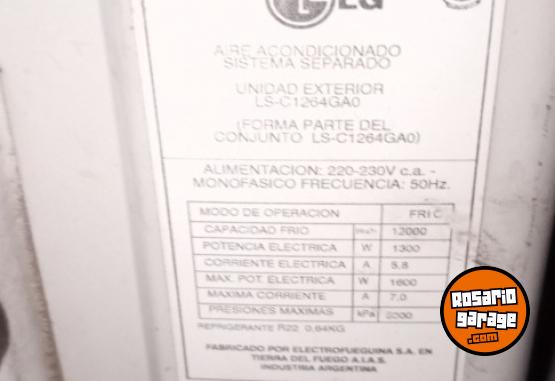 LG
AIRE ACONDICIONADO
SISTEMA SEPARADO
UNIDAD EXTERIOR
LS-C1264GA0
(FORMA PARTE DEL
CONJUNTO LS-C1264GA0)
ALIMENTACION: 220-230V c.a. -
MONOFASICO FRECUENCIA: 50Hz.
MODO DE OPERACION FRIO
CAPACIDAD FRIO 12000
POTENCIA ELECTRICA W 1300
CORRIENTE ELECTRICA A 5,8
MAX. POT. ELECTRICA W 1600
MAXIMA CORRIENTE A 7,0
PRESIONES MAXIMAS kPa
REFRIGERANTE R22 0,64KG
FABRICADO POR ELECTROFUEGUINA S.A. EN
TIERRA DEL FUEGO A.I.A.S.
INDUSTRIA ARGENTINA
Rosario
garage
.com